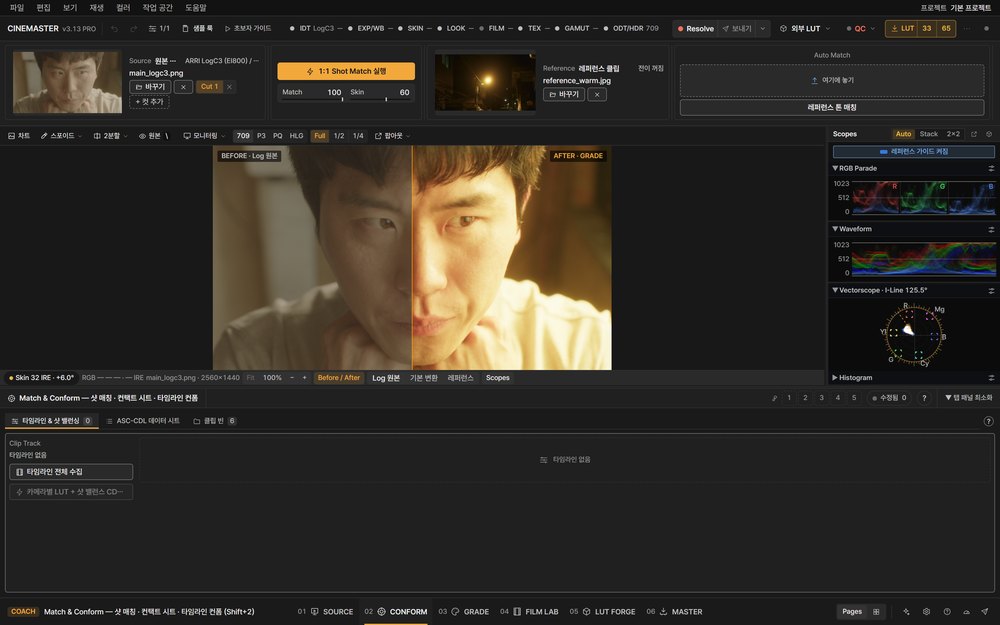 파일 편집 보기 재생 컬러 작업 공간 도움말 프로젝트 기본 프로젝트
CINEMASTER v3.13 PRO 1/1 샘플 룩 초보자 가이드 IDT LogC3 EXP/WB SKIN LOOK FILM TEX GAMUT ODT/HDR 709 Resolve 보내기 외부 LUT QC LUT 33 65
Source 원본 ··· ARRI LogC3 (EI800) / ···
main_logc3.png
바꾸기 × Cut 1 ×
+ 컷 추가
1:1 Shot Match 실행
Match 100 Skin 60
Reference 레퍼런스 클립 전이 꺼짐
reference_warm.jpg
바꾸기 ×
Auto Match
여기에 놓기
레퍼런스 톤 매칭
차트 스포이드 2분할 원본 \ 모니터링 709 P3 PQ HLG Full 1/2 1/4 팝아웃
BEFORE · Log 원본
AFTER · GRADE
Scopes Auto Stack 2×2
레퍼런스 가이드 켜짐
RGB Parade
1023
512
0
R G B
Waveform
1023
512
0
Vectorscope · I-Line 125.5°
R Mg
Yl B
G Cy
Histogram
Skin 32 IRE · +6.0° RGB — — — · — IRE main_logc3.png · 2560×1440 Fit 100% − + Before / After Log 원본 기본 변환 레퍼런스 Scopes
Match & Conform — 샷 매칭 · 컨택트 시트 · 타임라인 컨폼 1 2 3 4 5 수정됨 0 ? ▼ 탭 패널 최소화
타임라인 & 샷 밸런싱 0 ASC-CDL 데이터 시트 클립 빈 6 ?
Clip Track
타임라인 없음
타임라인 전체 수집
카메라별 LUT + 샷 밸런스 CD···
타임라인 없음
COACH Match & Conform — 샷 매칭 · 컨택트 시트 · 타임라인 컨폼 (Shift+2) 01 SOURCE 02 CONFORM 03 GRADE 04 FILM LAB 05 LUT FORGE 06 MASTER Pages